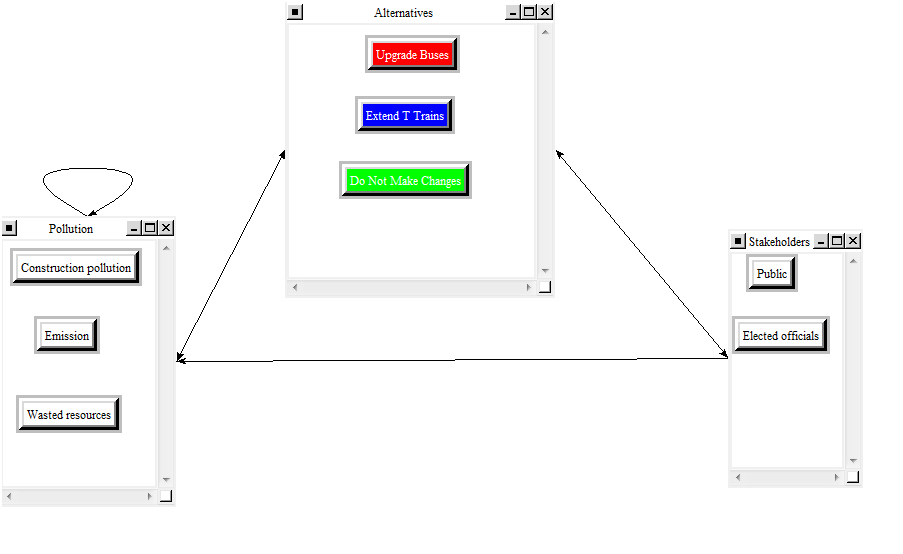 Alternatives
Upgrade Buses
Extend T Trains
Do Not Make Changes
Pollution
Construction pollution
Emission
Wasted resources
Stakeholders
Public
Elected officials